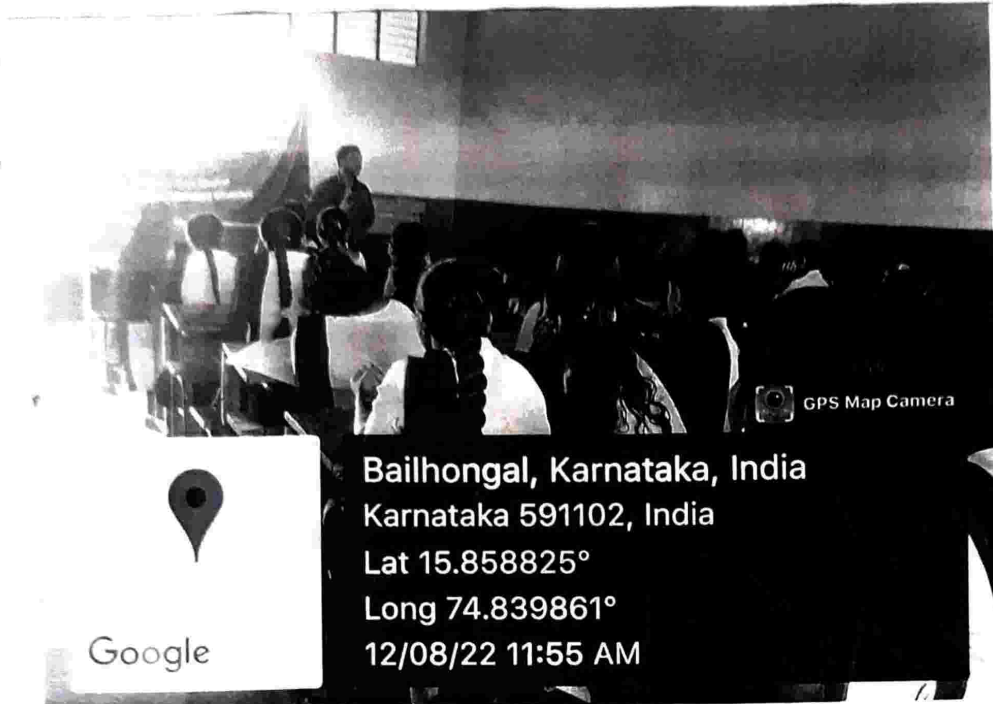 GPS Map Camera
Bailhongal, Karnataka, India
Karnataka 591102, India
Lat 15.858825°
Long 74.839861°
12/08/22 11:55 AM
Google